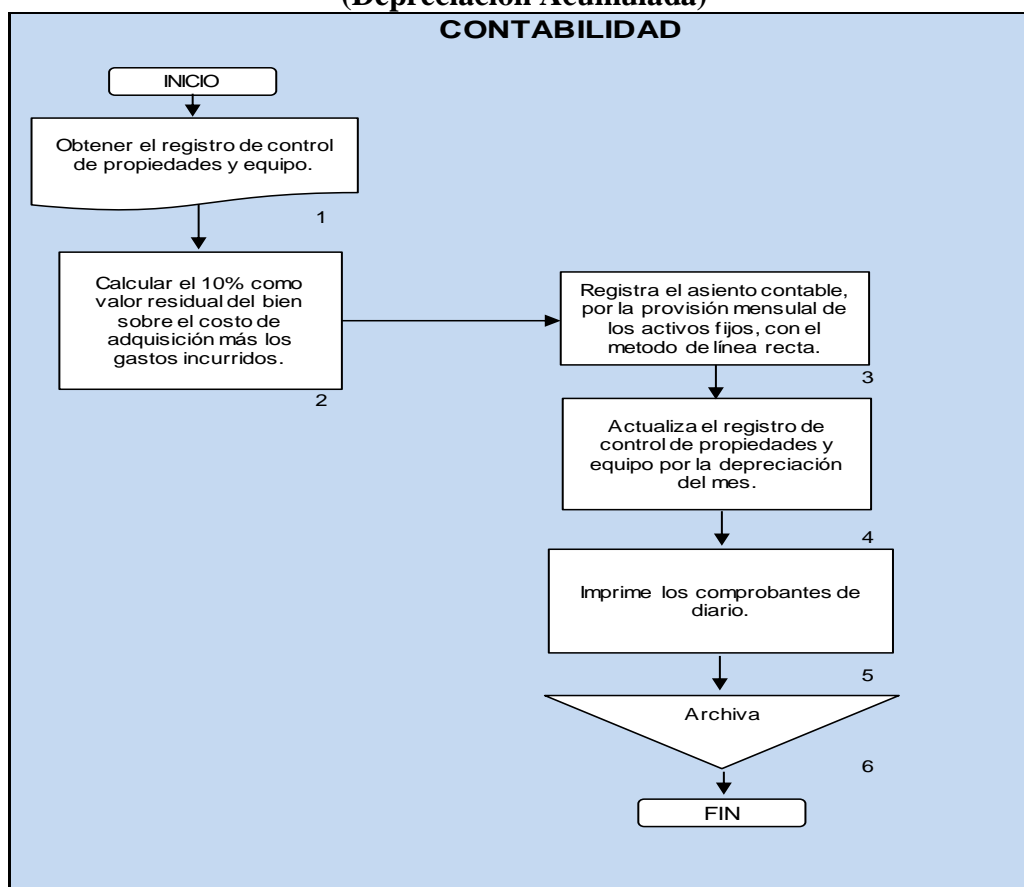 (Depreciación Acumulada)
CONTABILIDAD
INICIO
Obtener el registro de control
de propiedades y equipo.
1
Calcular el 10% como
valor residual del bien
sobre el costo de
adquisición más los
gastos incurridos.
2
Registra el asiento contable,
por la provisión mensual de
los activos fijos, con el
metodo de línea recta.
3
Actualiza el registro de
control de propiedades y
equipo por la depreciación
del mes.
4
Imprime los comprobantes de
diario.
5
Archiva
6
FIN